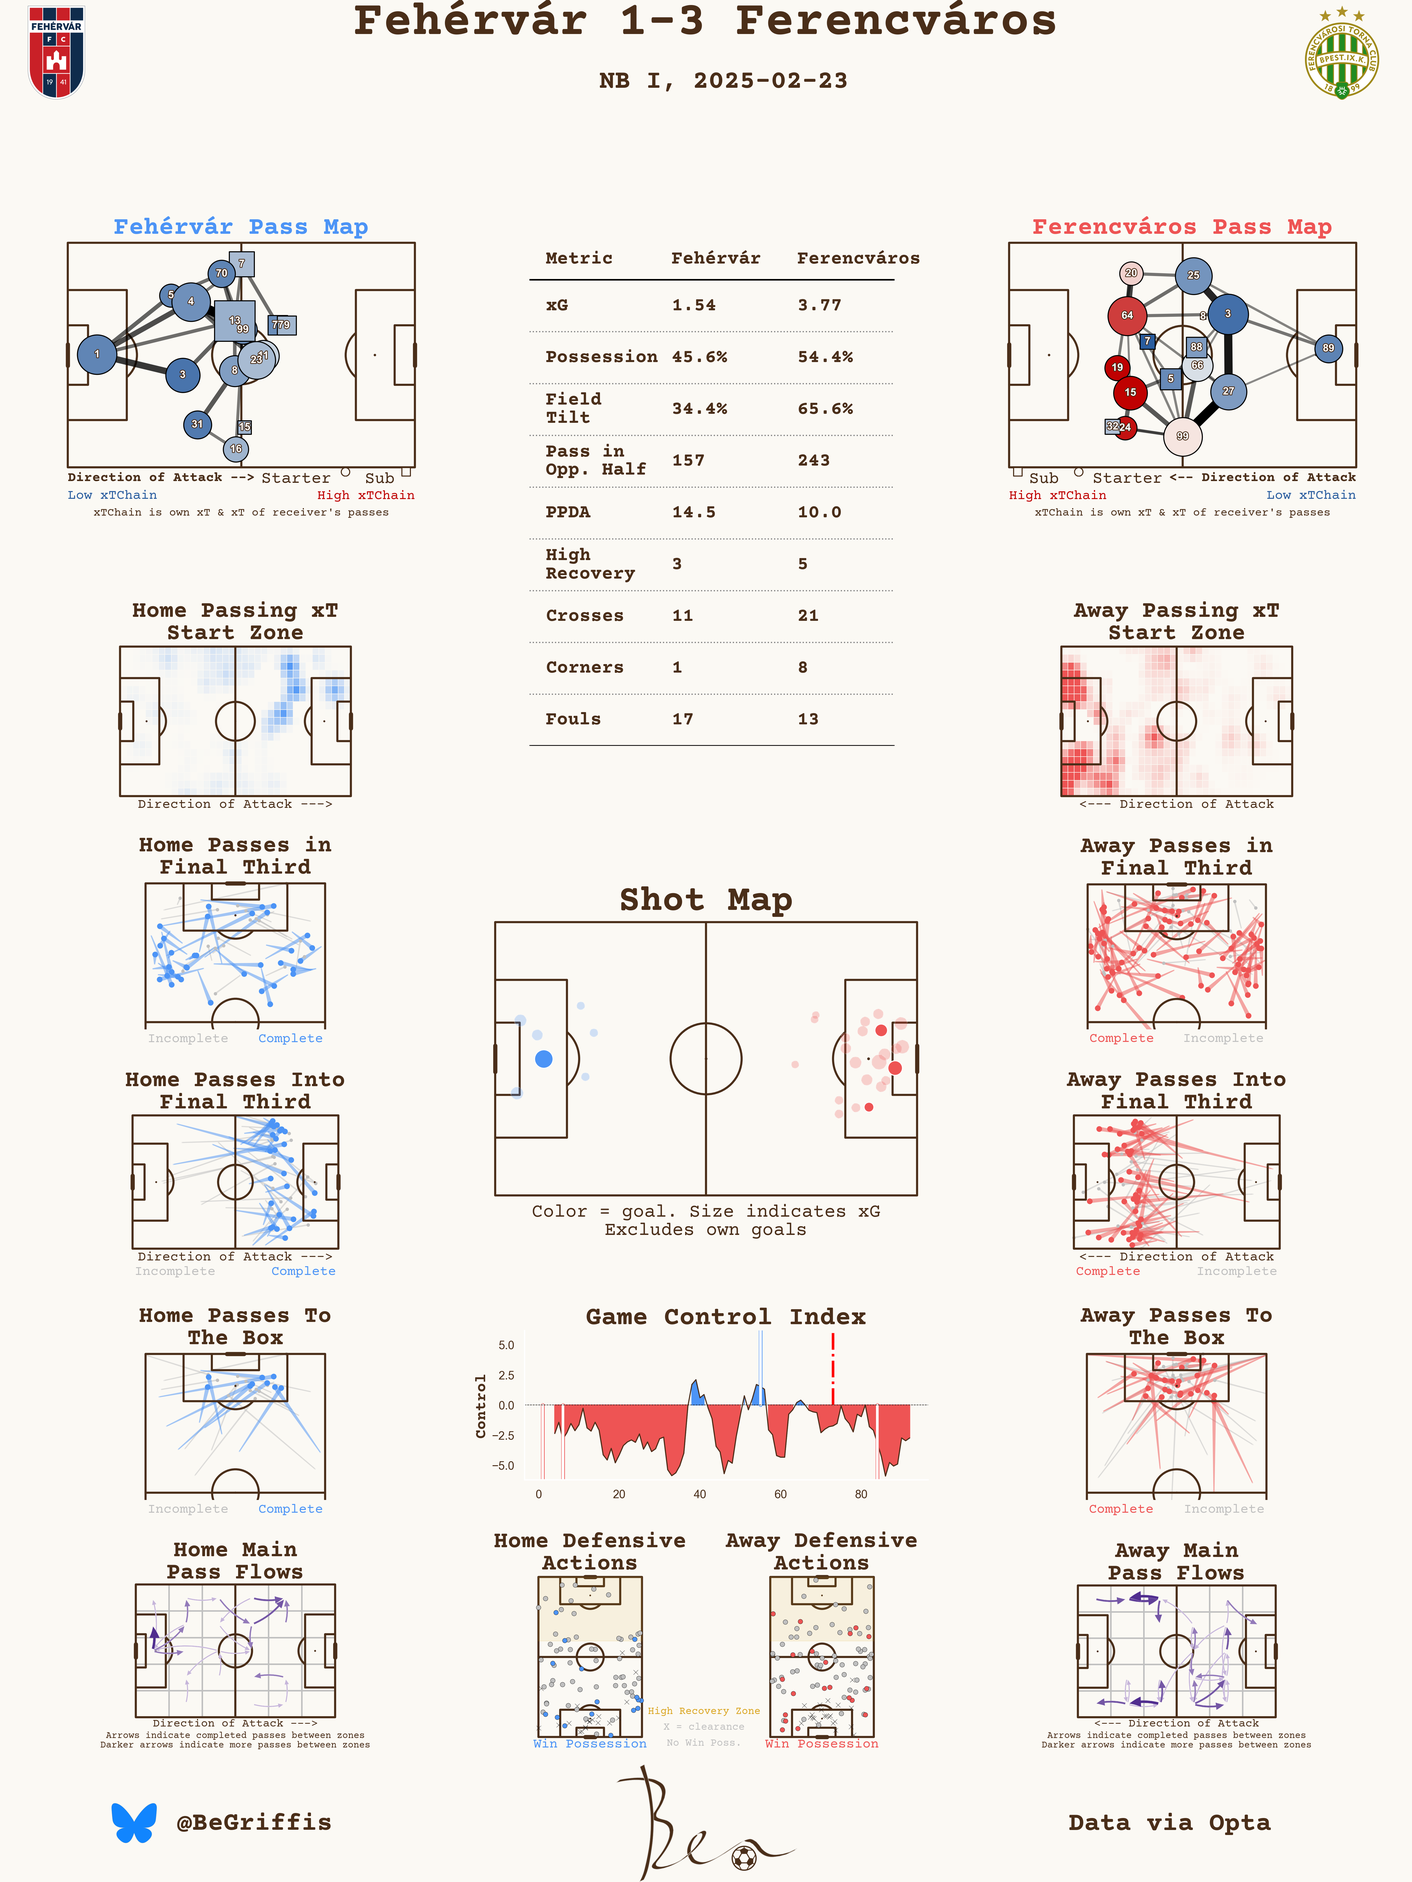 Fehérvár 1-3 Ferencváros
NB I, 2025-02-23
FEHÉRVÁR
F C
19 41
FERENCVÁROSI TORNA CLUB
BPEST.IX.K.
18 99
Fehérvár Pass Map
1
5
4
70
7
13
99
7
79
3
8
23
11
31
15
16
Direction of Attack --> Starter Sub
Low xTChain High xTChain
xTChain is own xT & xT of receiver's passes
Metric Fehérvár Ferencváros
xG 1.54 3.77
Possession 45.6% 54.4%
Field
Tilt 34.4% 65.6%
Pass in
Opp. Half 157 243
PPDA 14.5 10.0
High
Recovery 3 5
Crosses 11 21
Corners 1 8
Fouls 17 13
Ferencváros Pass Map
20
25
64
8
3
7
88
89
19
66
5
15
27
32
24
99
Sub Starter <-- Direction of Attack
High xTChain Low xTChain
xTChain is own xT & xT of receiver's passes
Home Passing xT
Start Zone
Direction of Attack --->
Away Passing xT
Start Zone
<--- Direction of Attack
Home Passes in
Final Third
Incomplete Complete
Away Passes in
Final Third
Complete Incomplete
Shot Map
Color = goal. Size indicates xG
Excludes own goals
Home Passes Into
Final Third
Direction of Attack --->
Incomplete Complete
Away Passes Into
Final Third
<--- Direction of Attack
Complete Incomplete
Home Passes To
The Box
Incomplete Complete
Game Control Index
Control
5.0
2.5
0.0
−2.5
−5.0
0 20 40 60 80
Away Passes To
The Box
Complete Incomplete
Home Main
Pass Flows
Direction of Attack --->
Arrows indicate completed passes between zones
Darker arrows indicate more passes between zones
Home Defensive
Actions
Win Possession
Away Defensive
Actions
Win Possession
High Recovery Zone
X = clearance
No Win Poss.
Away Main
Pass Flows
<--- Direction of Attack
Arrows indicate completed passes between zones
Darker arrows indicate more passes between zones
@BeGriffis
Ben
Data via Opta